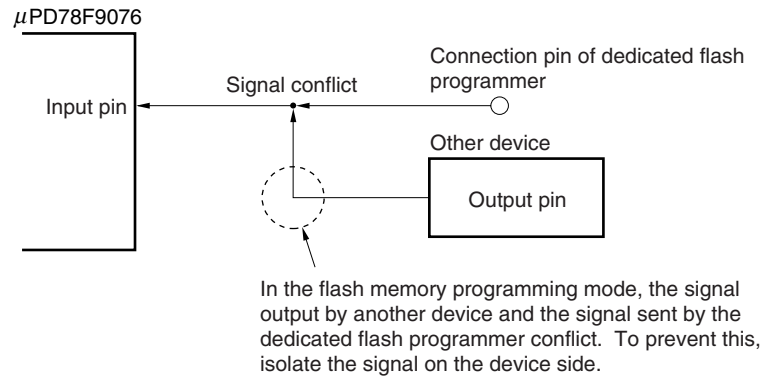 μPD78F9076
Connection pin of dedicated flash
programmer
Signal conflict
Input pin
Other device
Output pin
In the flash memory programming mode, the signal
output by another device and the signal sent by the
dedicated flash programmer conflict. To prevent this,
isolate the signal on the device side.